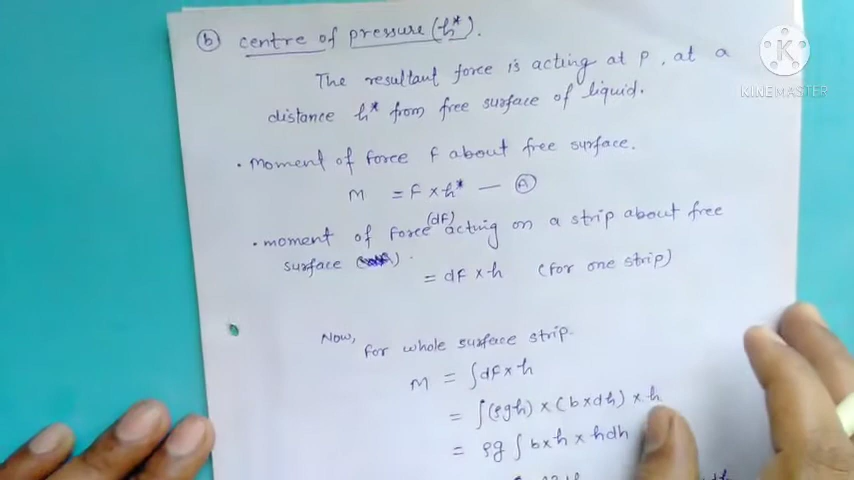 (b) centre of pressure (h*).
The resultant force is acting at P, at a
distance h* from free surface of liquid.
KINEMASTER
• Moment of force F about free surface.
M = F × h* — (A)
(dF)
• moment of force acting on a strip about free
surface ( ).
= dF × h (for one strip)
Now,
for whole surface strip.
M = ∫dF × h
= ∫(ρgh) × (b × dh) × h
= ρg ∫ b × h × hdh